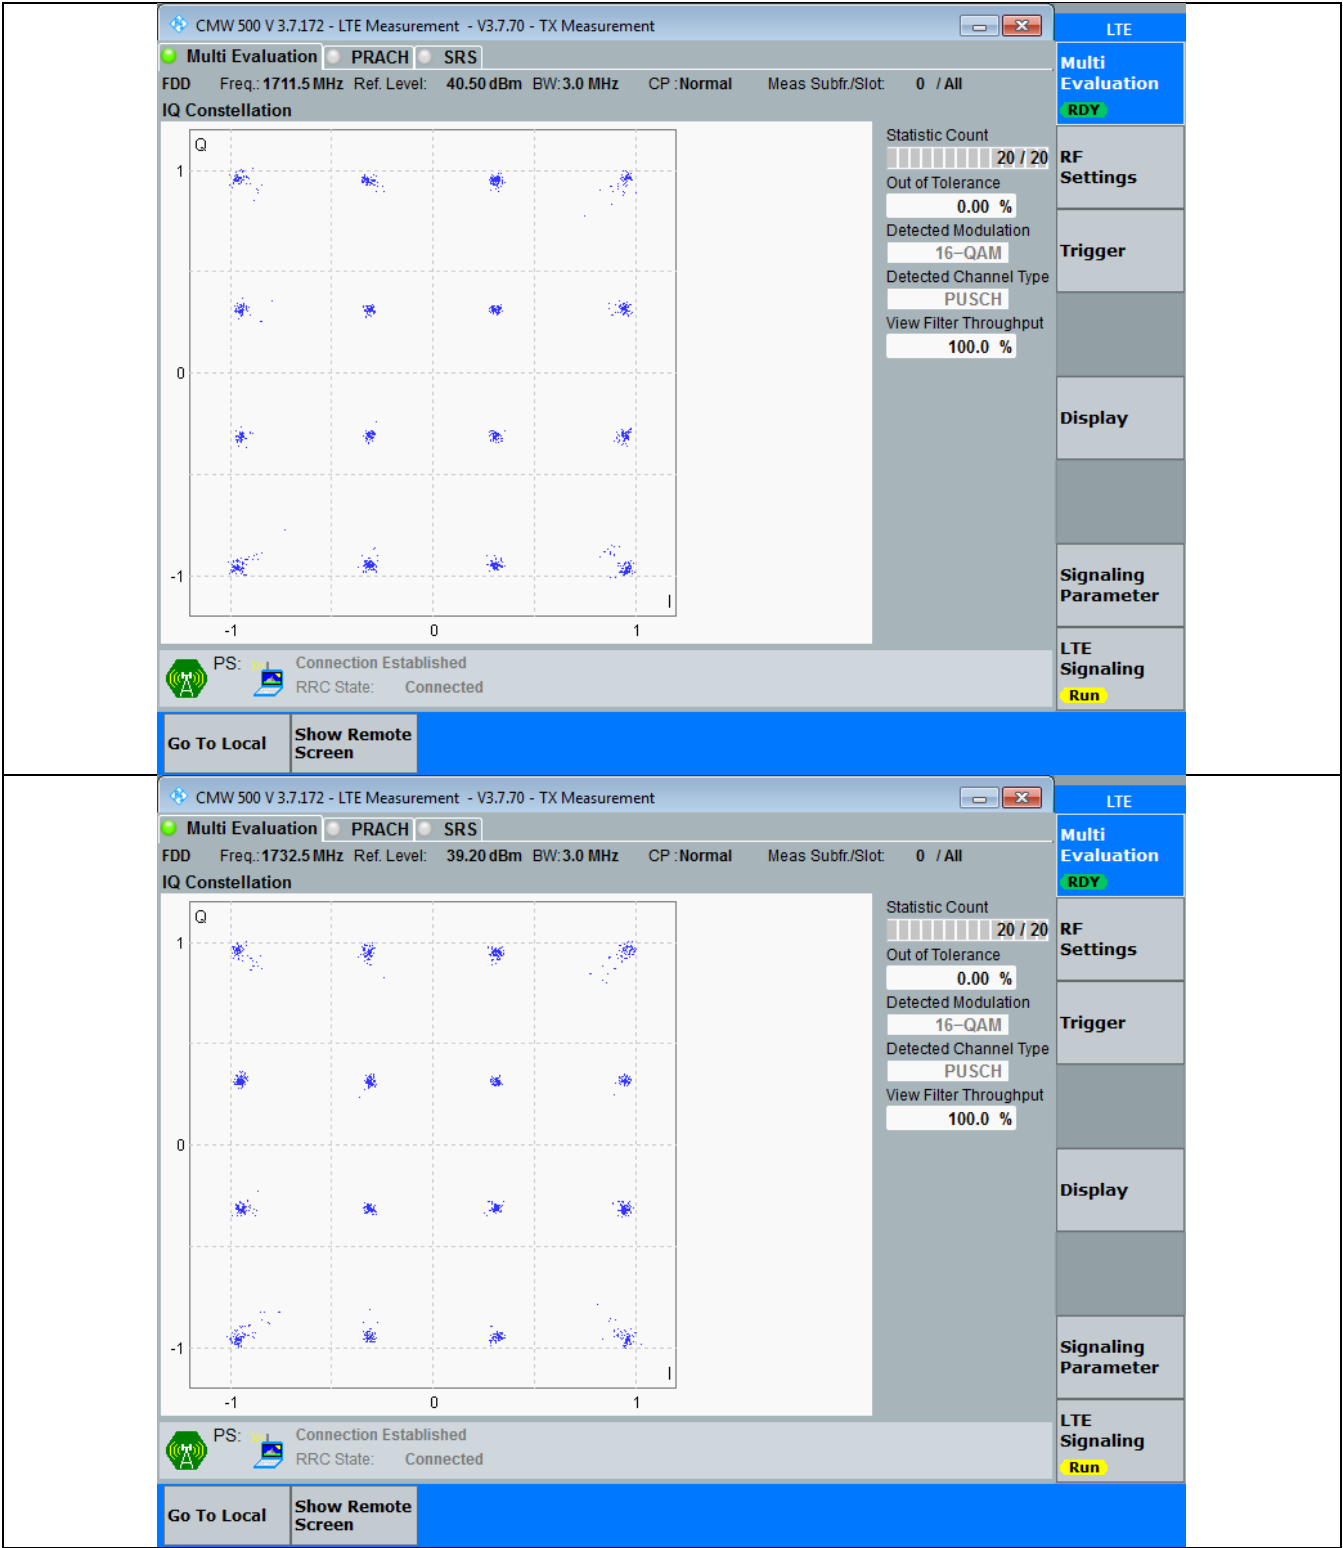 CMW 500 V 3.7.172 - LTE Measurement - V3.7.70 - TX Measurement
LTE
Multi Evaluation PRACH SRS
FDD Freq.: 1711.5 MHz Ref. Level: 40.50 dBm BW: 3.0 MHz CP : Normal Meas Subfr./Slot: 0 / All
IQ Constellation
Q
1
0
-1
I
-1 0 1
Statistic Count
20 / 20
Out of Tolerance
0.00 %
Detected Modulation
16-QAM
Detected Channel Type
PUSCH
View Filter Throughput
100.0 %
Multi
Evaluation
RDY
RF
Settings
Trigger
Display
Signaling
Parameter
LTE
Signaling
Run
PS: Connection Established
RRC State: Connected
Go To Local
Show Remote
Screen
CMW 500 V 3.7.172 - LTE Measurement - V3.7.70 - TX Measurement
LTE
Multi Evaluation PRACH SRS
FDD Freq.: 1732.5 MHz Ref. Level: 39.20 dBm BW: 3.0 MHz CP : Normal Meas Subfr./Slot: 0 / All
IQ Constellation
Q
1
0
-1
I
-1 0 1
Statistic Count
20 / 20
Out of Tolerance
0.00 %
Detected Modulation
16-QAM
Detected Channel Type
PUSCH
View Filter Throughput
100.0 %
Multi
Evaluation
RDY
RF
Settings
Trigger
Display
Signaling
Parameter
LTE
Signaling
Run
PS: Connection Established
RRC State: Connected
Go To Local
Show Remote
Screen